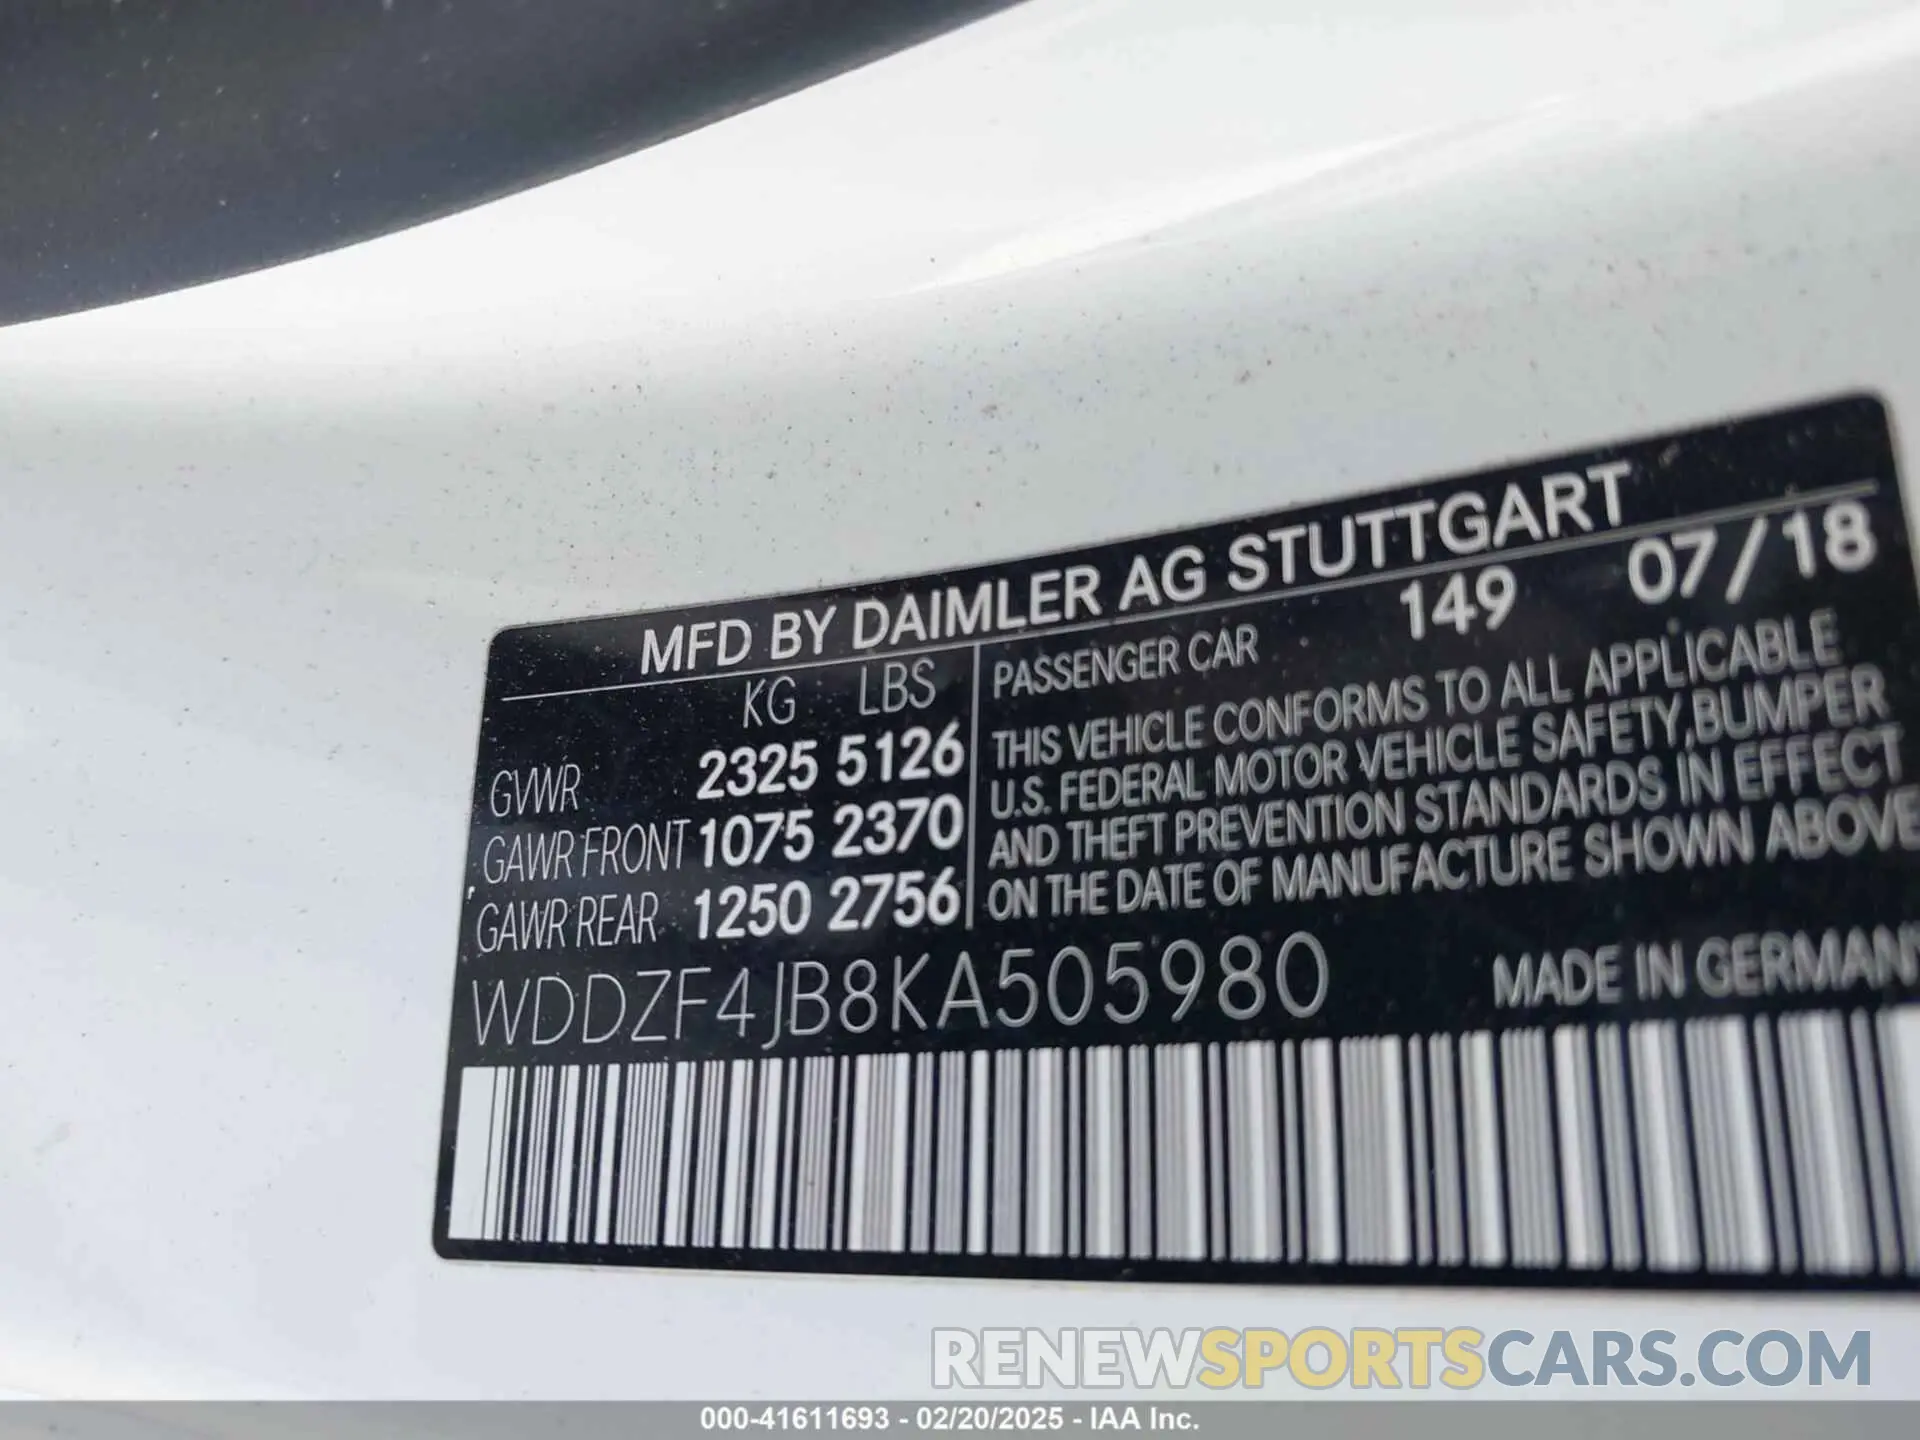 MFD BY DAIMLER AG STUTTGART
149 07/18
KG LBS
GVWR 2325 5126
GAWR FRONT 1075 2370
GAWR REAR 1250 2756
PASSENGER CAR
THIS VEHICLE CONFORMS TO ALL APPLICABLE
U.S. FEDERAL MOTOR VEHICLE SAFETY, BUMPER
AND THEFT PREVENTION STANDARDS IN EFFECT
ON THE DATE OF MANUFACTURE SHOWN ABOVE
WDDZF4JB8KA505980
MADE IN GERMANY
RENEWSPORTSCARS.COM
000-41611693 - 02/20/2025 - IAA Inc.